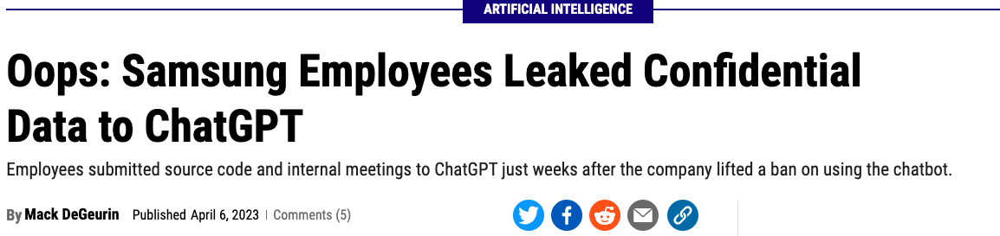 ARTIFICIAL INTELLIGENCE
Oops: Samsung Employees Leaked Confidential
Data to ChatGPT
Employees submitted source code and internal meetings to ChatGPT just weeks after the company lifted a ban on using the chatbot.
By Mack DeGeurin Published April 6, 2023 | Comments (5)